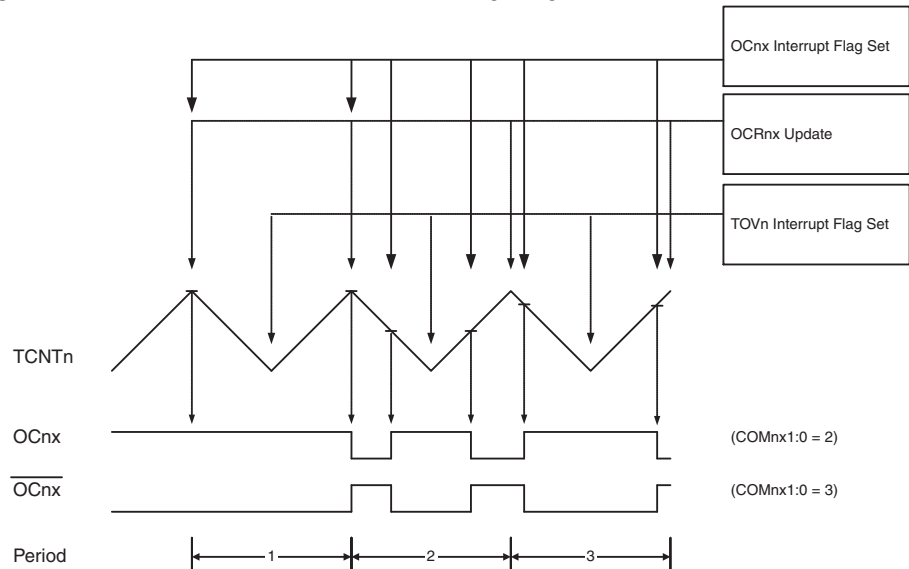 OCnx Interrupt Flag Set
OCRnx Update
TOVn Interrupt Flag Set
TCNTn
OCnx
(COMnx1:0 = 2)
OCnx
(COMnx1:0 = 3)
Period
1
2
3